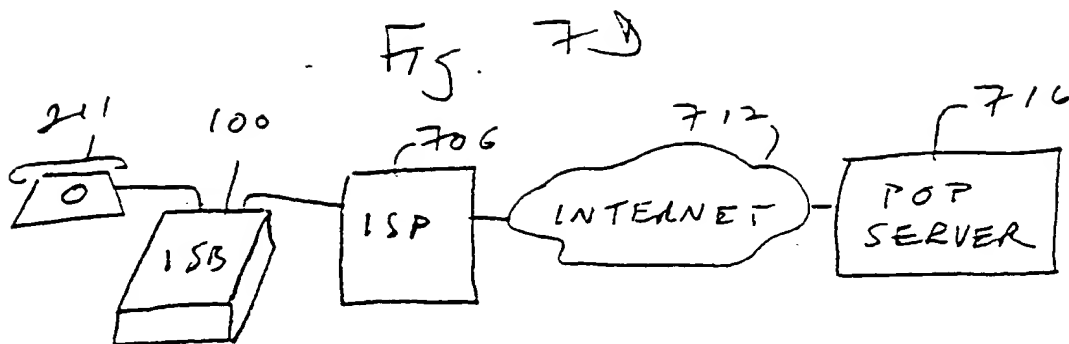 Fig. 7D
211
100
706
712
716
ISB
ISP
INTERNET
POP
SERVER